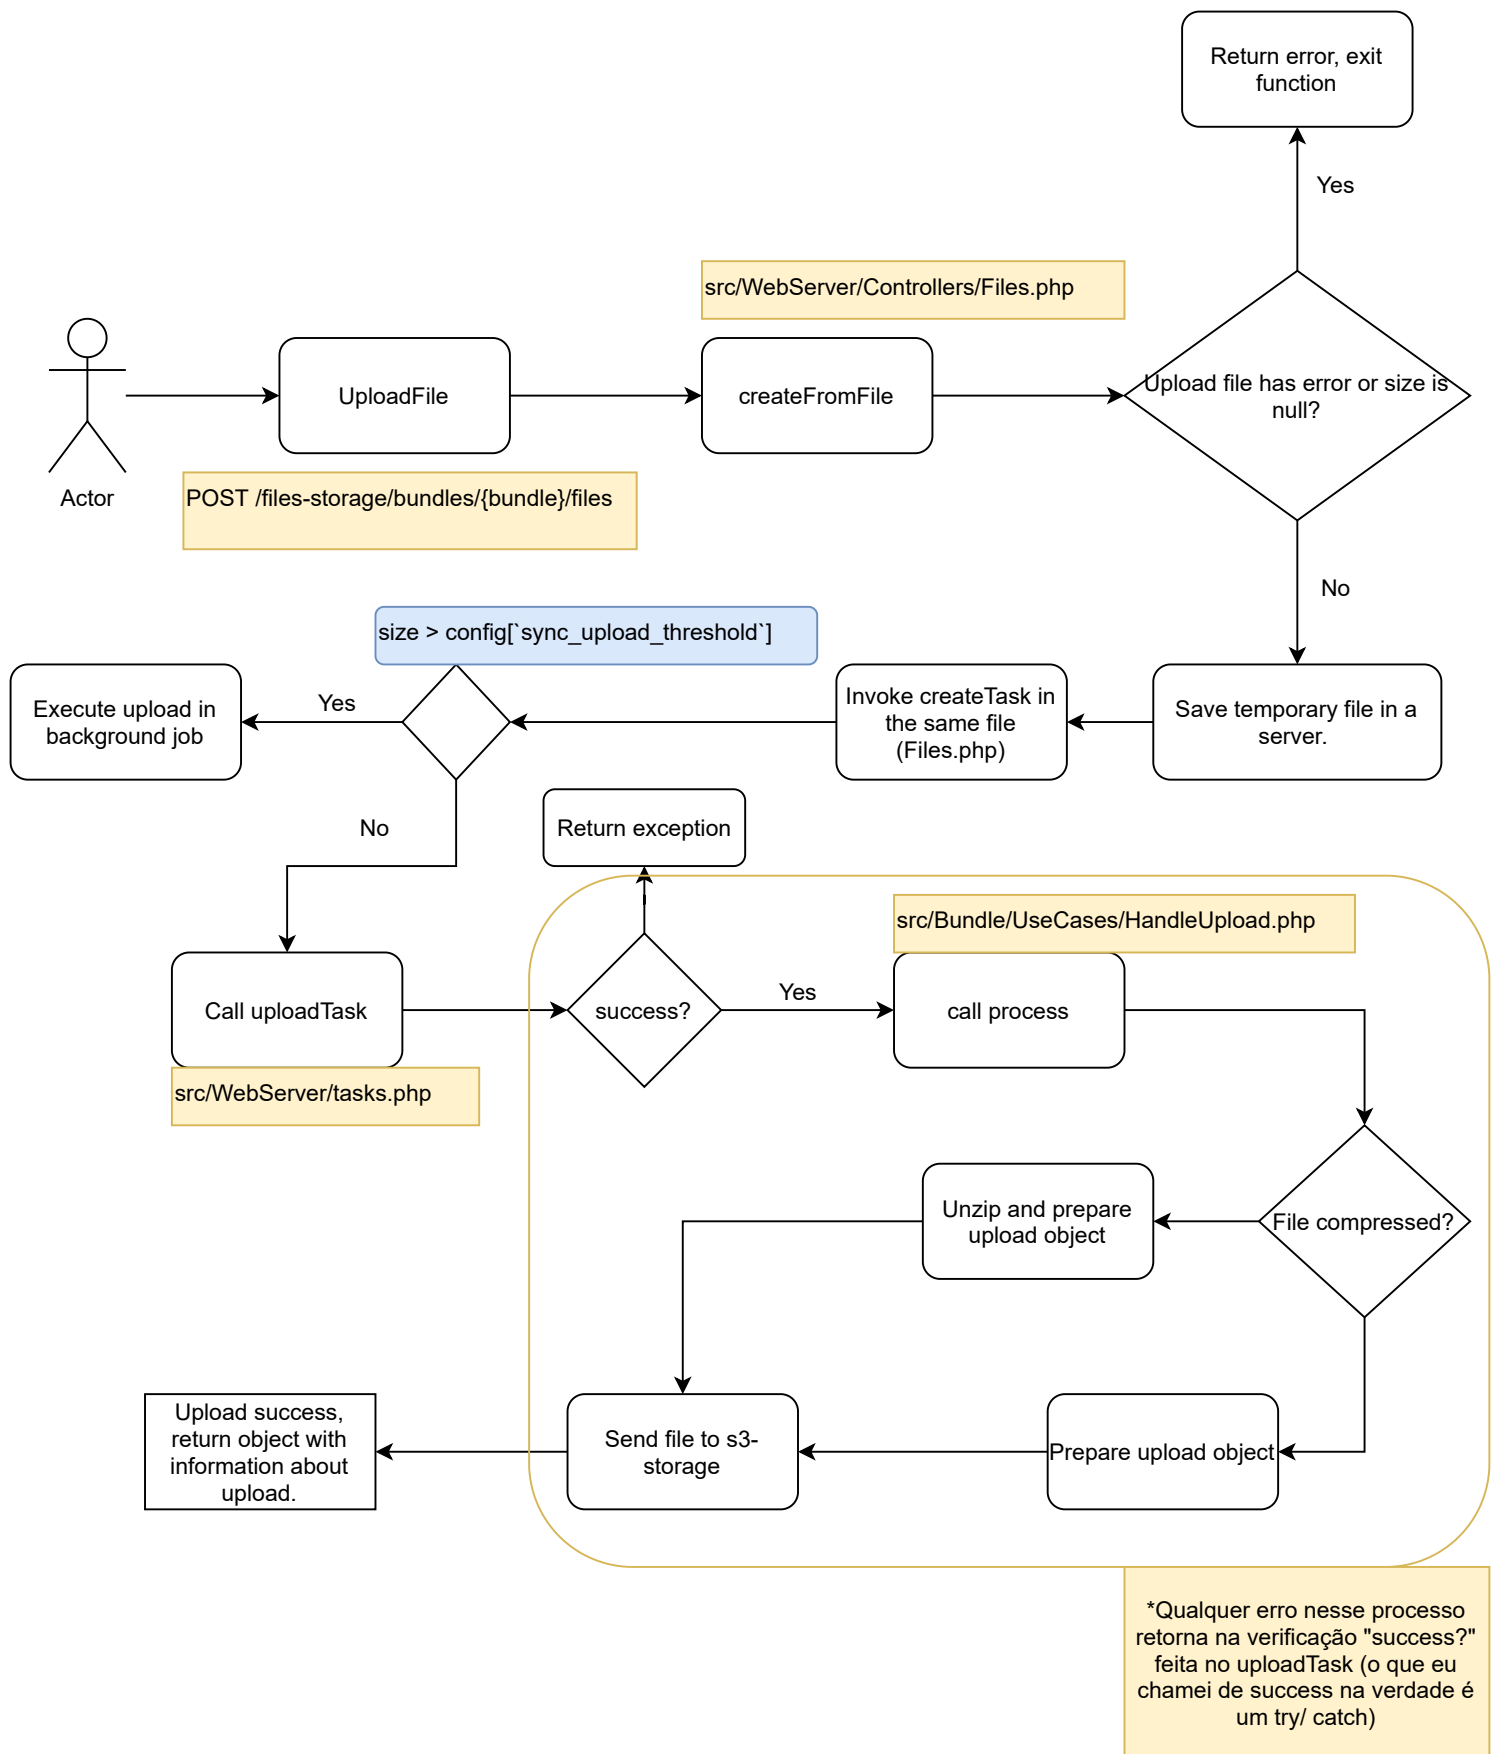 Return error, exit
function
Yes
src/WebServer/Controllers/Files.php
UploadFile
createFromFile
Upload file has error or size is
null?
Actor
POST /files-storage/bundles/{bundle}/files
No
size > config[`sync_upload_threshold`]
Execute upload in
background job
Yes
Invoke createTask in
the same file
(Files.php)
Save temporary file in a
server.
No
Return exception
src/Bundle/UseCases/HandleUpload.php
Call uploadTask
success?
Yes
call process
src/WebServer/tasks.php
Unzip and prepare
upload object
File compressed?
Upload success,
return object with
information about
upload.
Send file to s3-
storage
Prepare upload object
*Qualquer erro nesse processo
retorna na verificação "success?"
feita no uploadTask (o que eu
chamei de success na verdade é
um try/ catch)